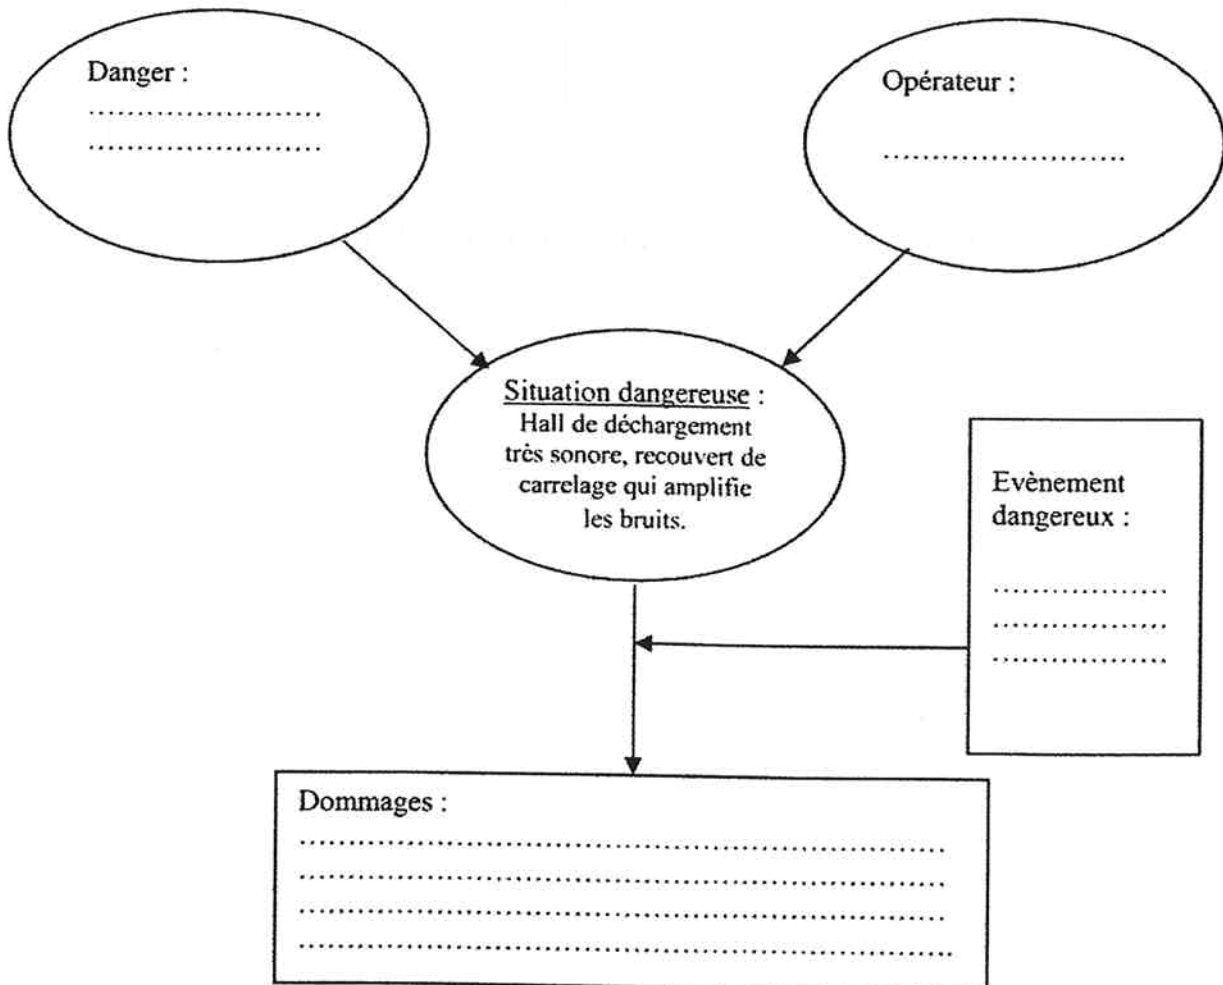 Danger :
........................
........................
Opérateur :
.........................
Situation dangereuse :
Hall de déchargement
très sonore, recouvert de
carrelage qui amplifie
les bruits.
Evènement
dangereux :
..................
..................
..................
Dommages :
...................................................................
...................................................................
...................................................................
....................................................................